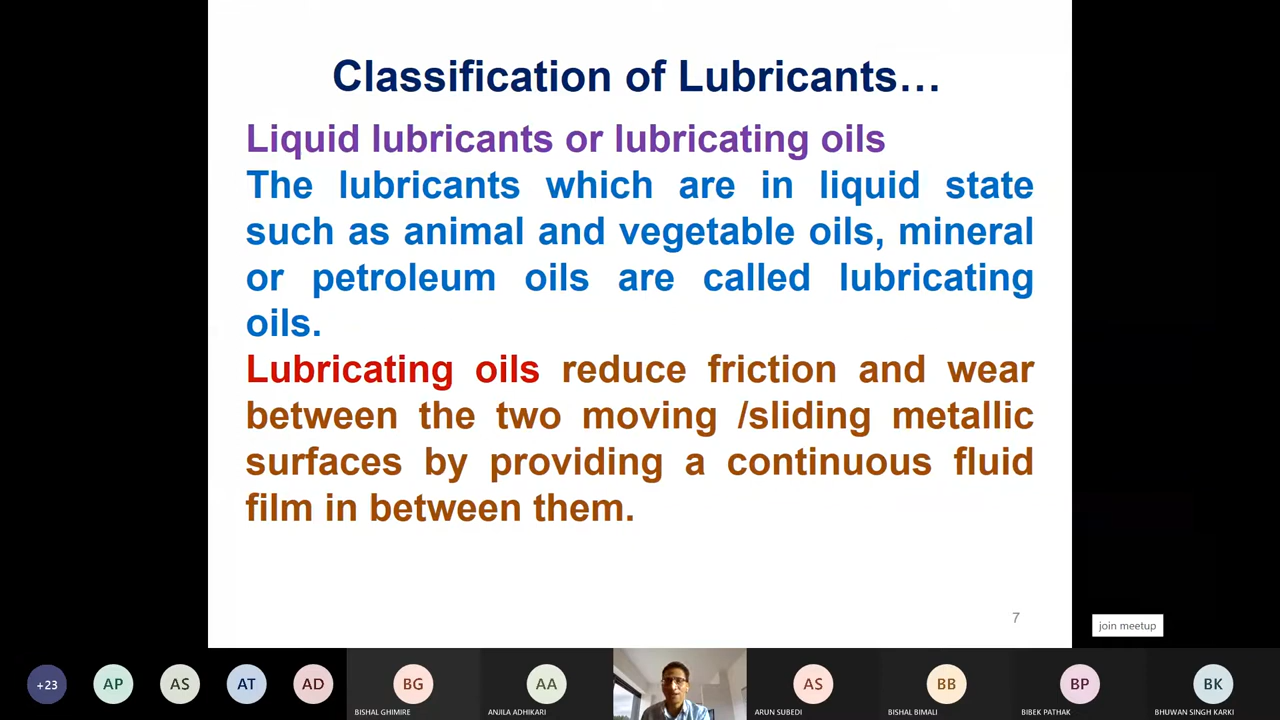 Classification of Lubricants…
Liquid lubricants or lubricating oils
The lubricants which are in liquid state
such as animal and vegetable oils, mineral
or petroleum oils are called lubricating
oils.
Lubricating oils reduce friction and wear
between the two moving /sliding metallic
surfaces by providing a continuous fluid
film in between them.
7
join meetup
+23
AP
AS
AT
AD
BG
AA
AS
BB
BP
BK
BISHAL GHIMIRE
ANJILA ADHIKARI
ARUN SUBEDI
BISHAL BIMALI
BIBEK PATHAK
BHUWAN SINGH KARKI